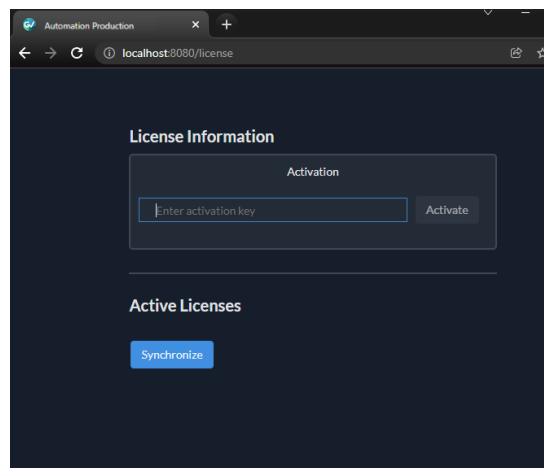 Automation Production
localhost:8080/license
License Information
Activation
Enter activation key
Activate
Active Licenses
Synchronize